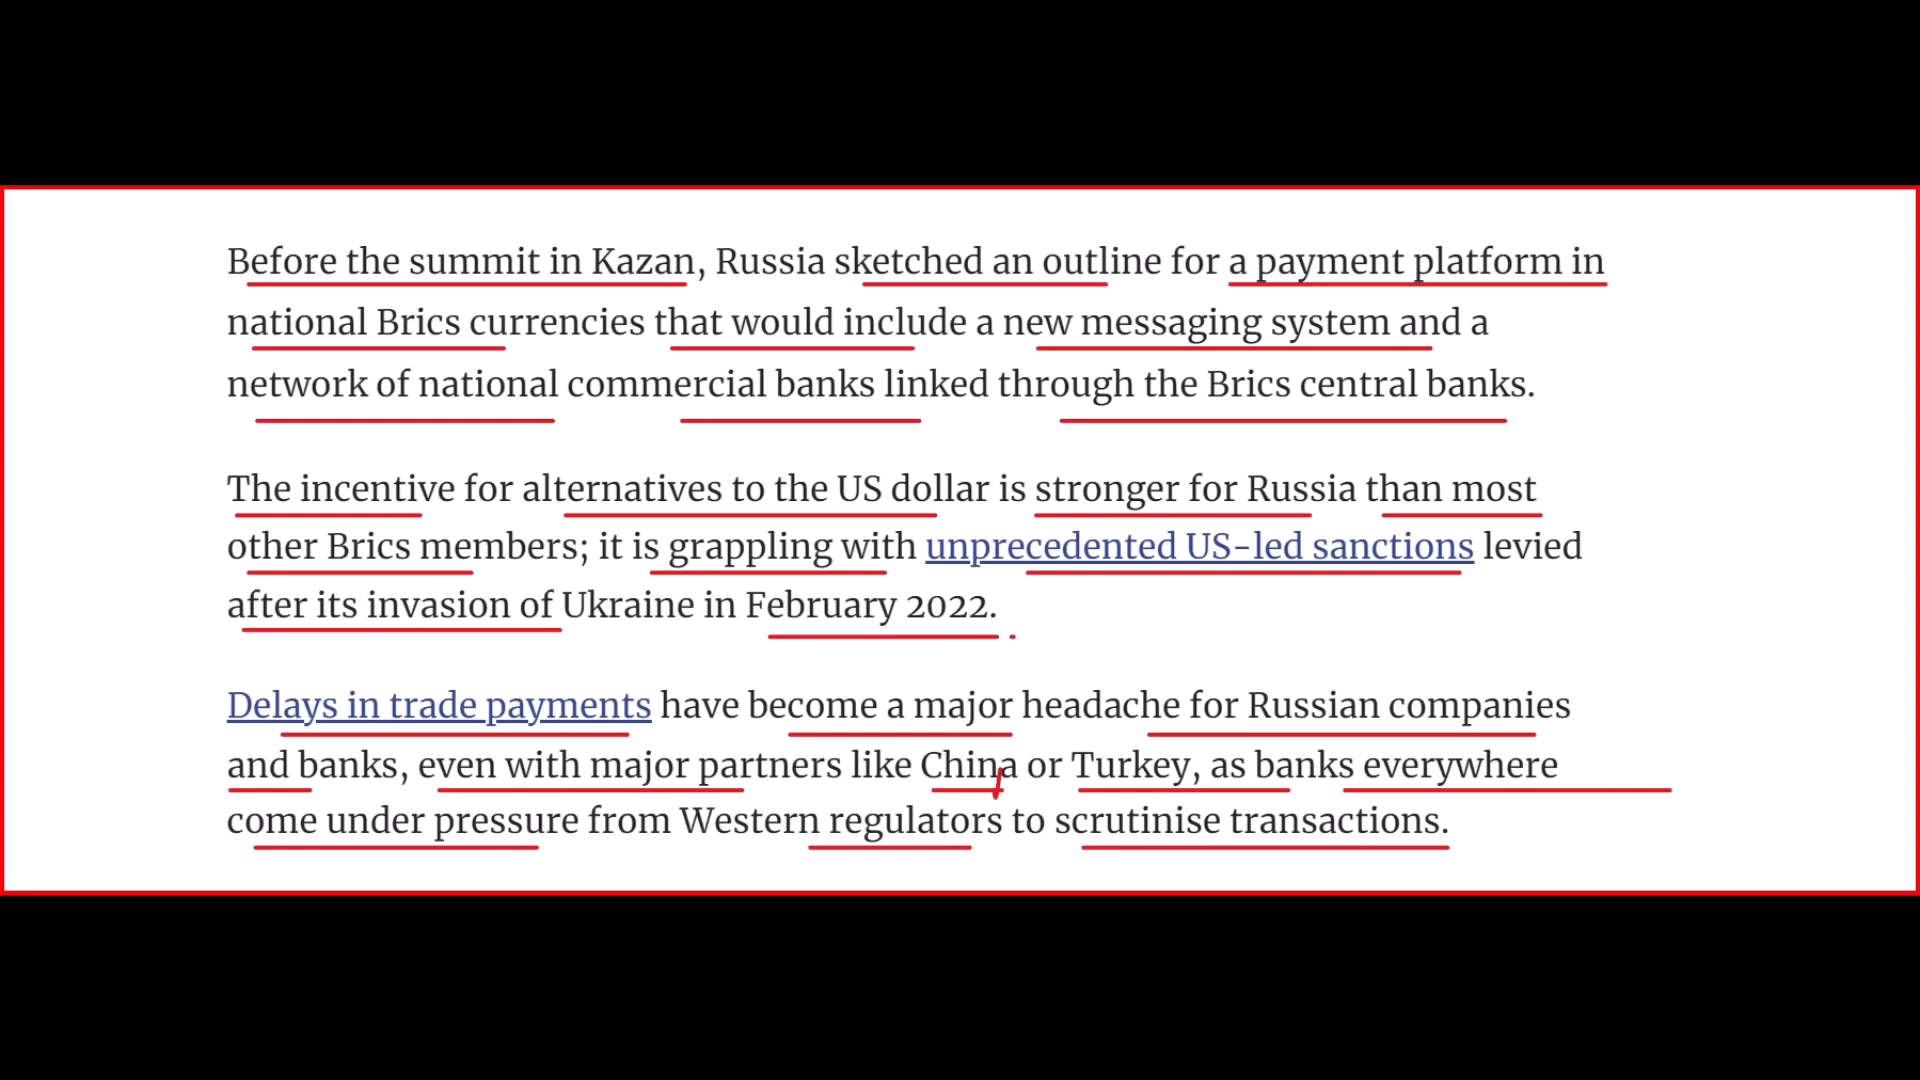 Before the summit in Kazan, Russia sketched an outline for a payment platform in
national Brics currencies that would include a new messaging system and a
network of national commercial banks linked through the Brics central banks.
The incentive for alternatives to the US dollar is stronger for Russia than most
other Brics members; it is grappling with unprecedented US-led sanctions levied
after its invasion of Ukraine in February 2022.
Delays in trade payments have become a major headache for Russian companies
and banks, even with major partners like China or Turkey, as banks everywhere
come under pressure from Western regulators to scrutinise transactions.